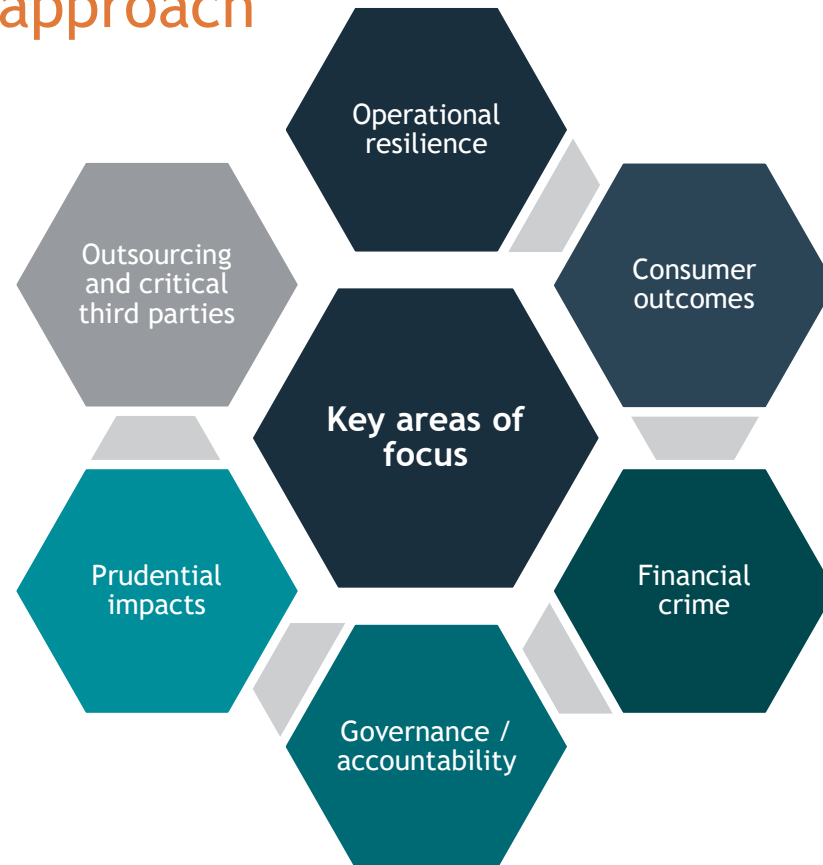 approach
Operational
resilience
Consumer
outcomes
Financial
crime
Governance /
accountability
Prudential
impacts
Outsourcing
and critical
third parties
Key areas of
focus